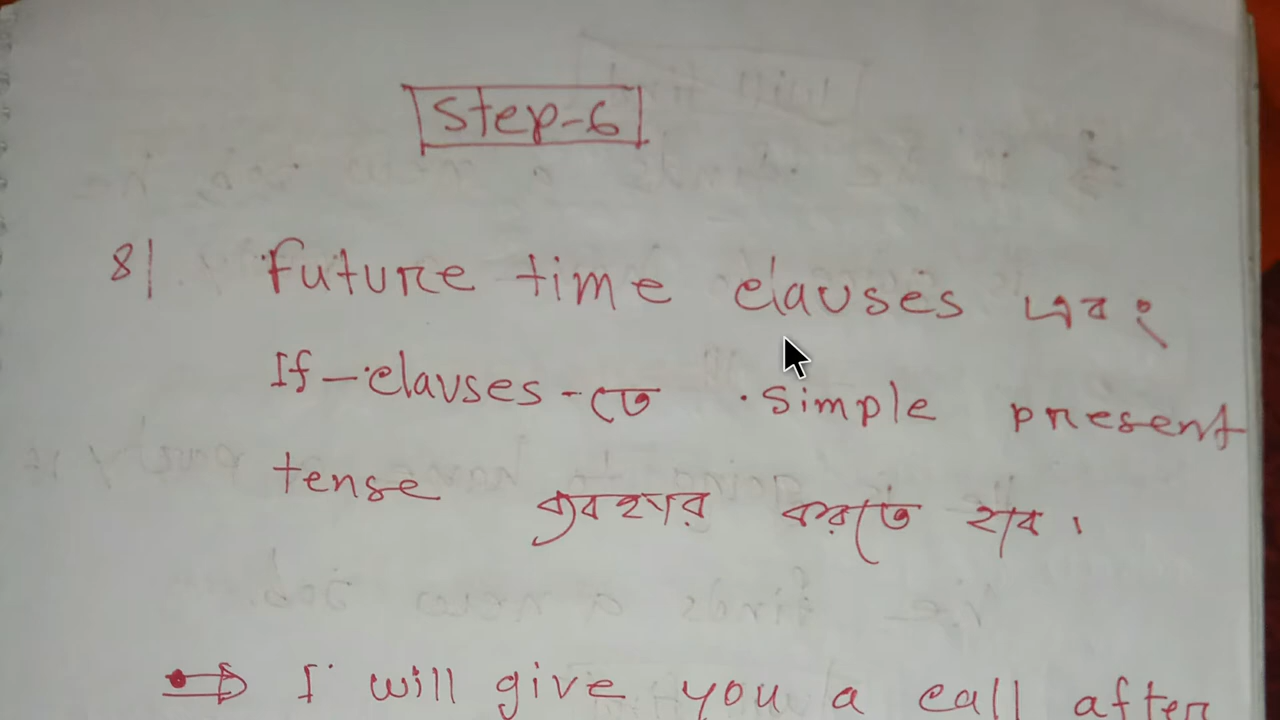 Step-6
8| Future time clauses এবং
If-clauses-তে simple present
tense ব্যবহার করতে হবে।
⇒ I will give you a call after